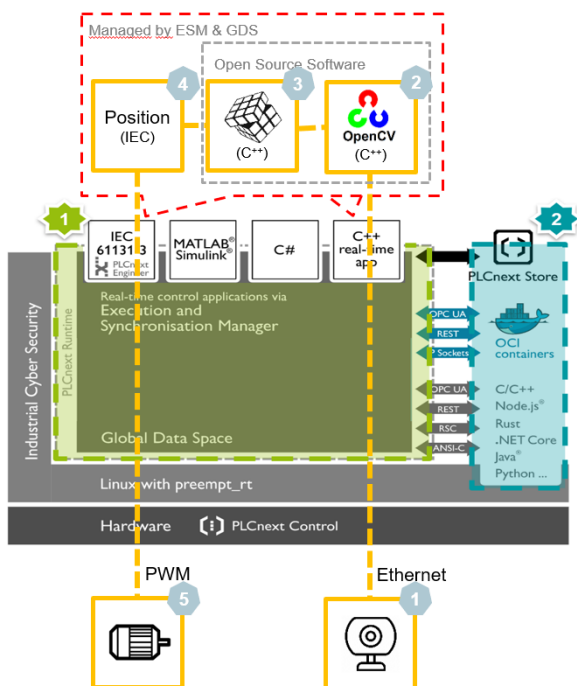 Managed by ESM & GDS
Open Source Software
4
3
2
Position
(IEC)
(C++)
OpenCV
(C++)
1
2
IEC
PLCnext
Engineer
MATLAB®
Simulink®
C#
C++
real-time
app
PLCnext Store
Industrial Cyber Security
PLCnext Runtime
Real-time control applications via
Execution and
Synchronisation Manager
Global Data Space
OPC UA
REST
Sockets
OCI
containers
OPC UA
REST
RSC
ANSI-C
C/C++
Node.js®
Rust
.NET Core
Java®
Python ...
Linux with preempt_rt
Hardware
PLCnext Control
PWM
Ethernet
5
1